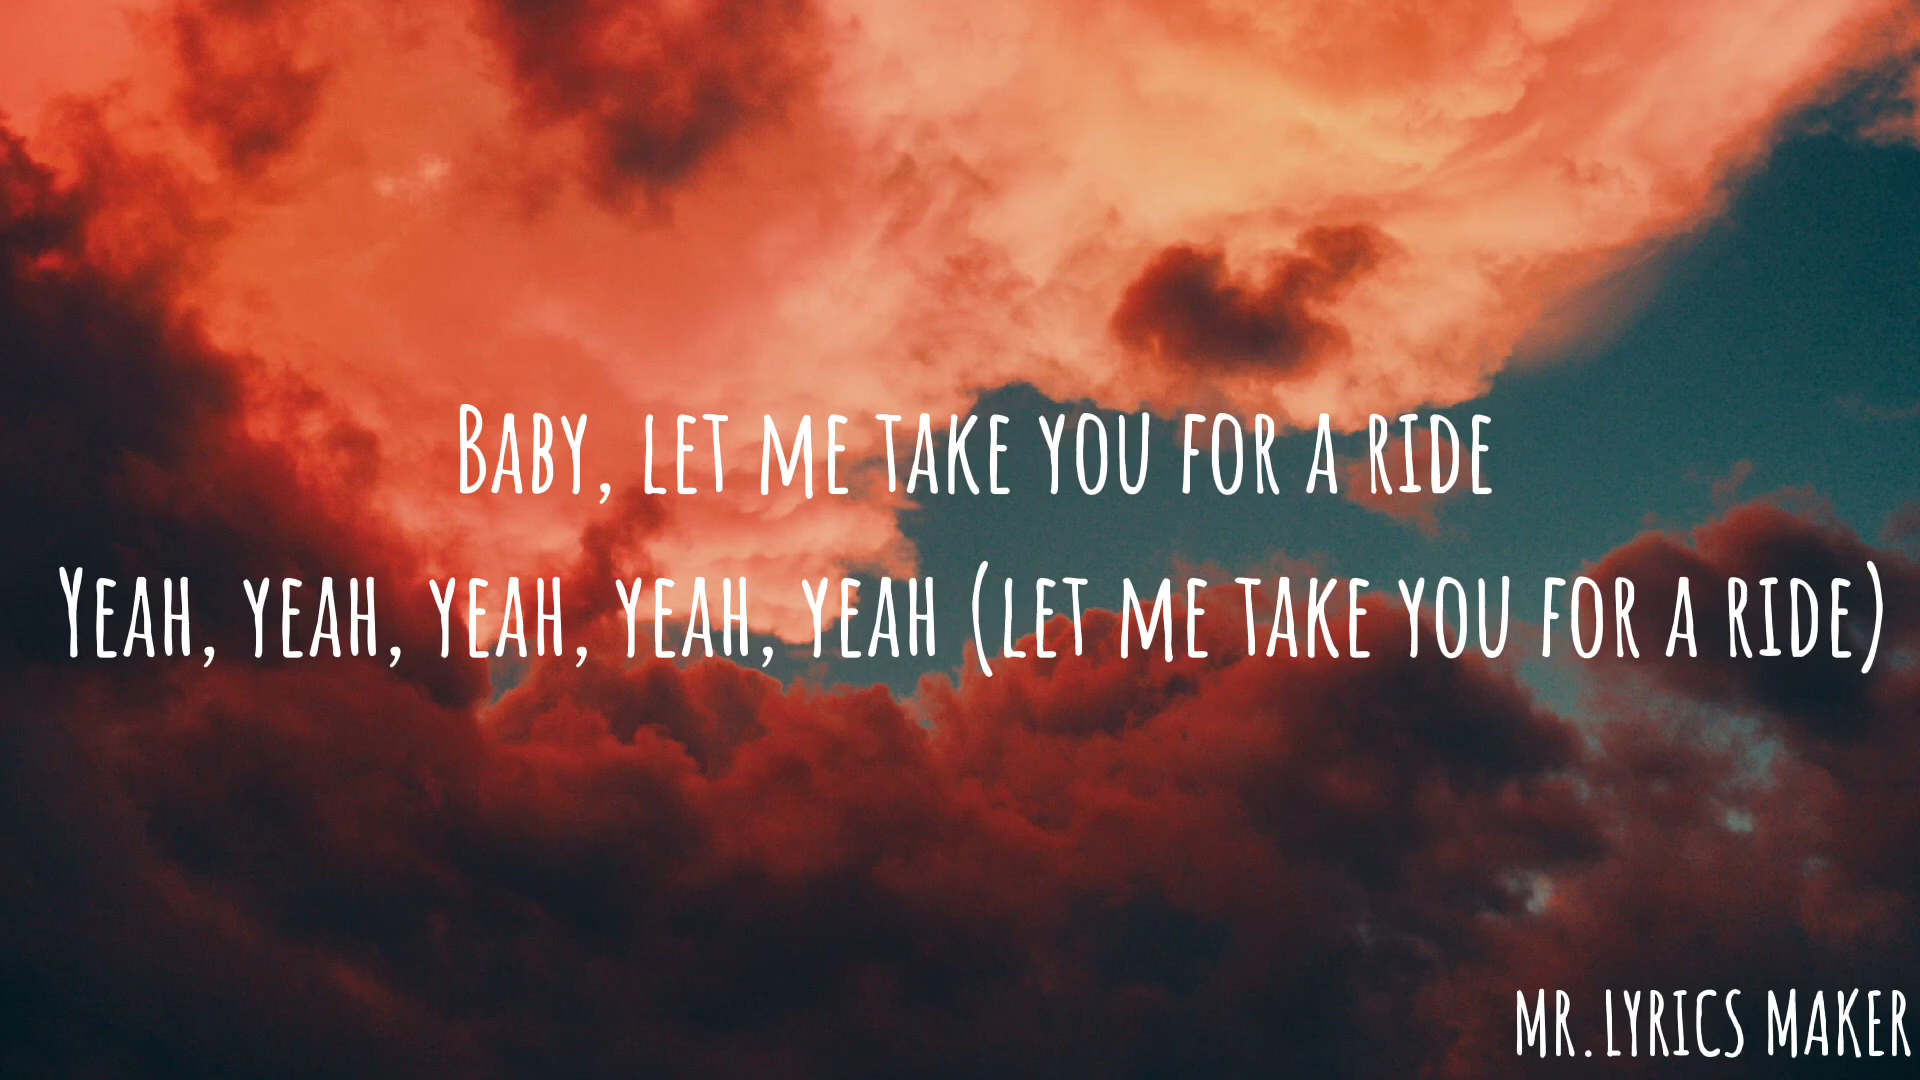 Baby, let me take you for a ride
Yeah, yeah, yeah, yeah, yeah (let me take you for a ride)
MR. LYRICS MAKER